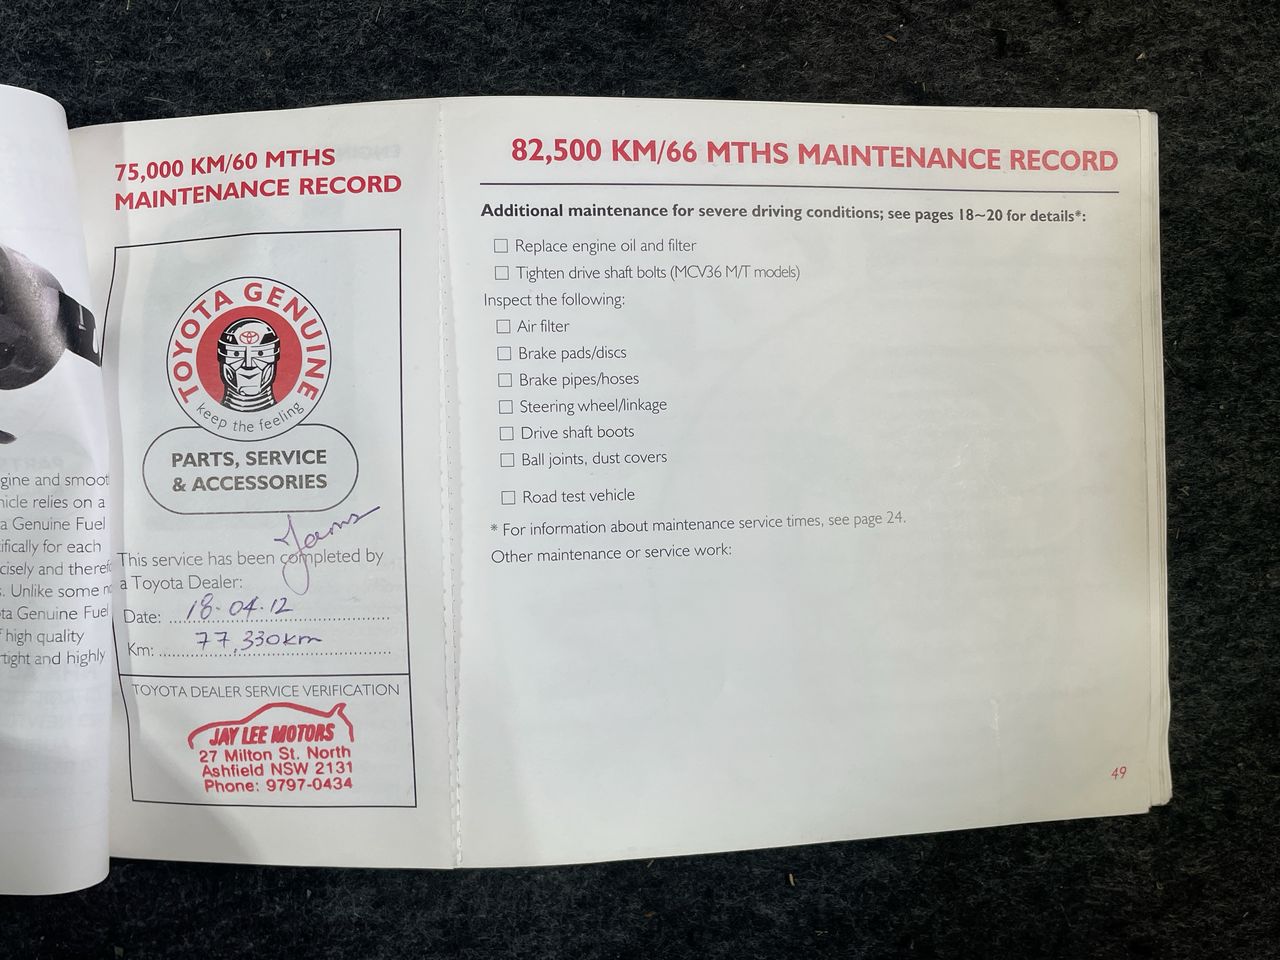 gine and smoot
hicle relies on a
a Genuine Fuel
ifically for each
cisely and theref
s. Unlike some n
ta Genuine Fuel
f high quality
tight and highly
75,000 KM/60 MTHS
MAINTENANCE RECORD
TOYOTA GENUINE
keep the feeling
PARTS, SERVICE
& ACCESSORIES
This service has been completed by
a Toyota Dealer:
Date: 18-04-12
Km: 77,330km
TOYOTA DEALER SERVICE VERIFICATION
JAY LEE MOTORS
27 Milton St. North
Ashfield NSW 2131
Phone: 9797-0434
82,500 KM/66 MTHS MAINTENANCE RECORD
Additional maintenance for severe driving conditions; see pages 18~20 for details*:
Replace engine oil and filter
Tighten drive shaft bolts (MCV36 M/T models)
Inspect the following:
Air filter
Brake pads/discs
Brake pipes/hoses
Steering wheel/linkage
Drive shaft boots
Ball joints, dust covers
Road test vehicle
* For information about maintenance service times, see page 24.
Other maintenance or service work:
49